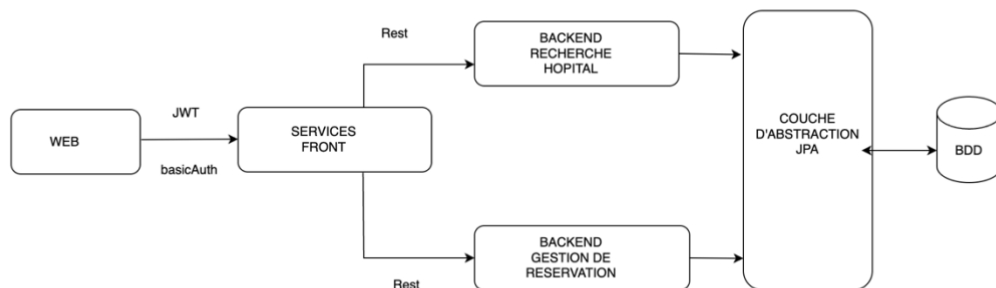 Rest
BACKEND
RECHERCHE
HOPITAL
JWT
WEB
basicAuth
SERVICES
FRONT
COUCHE
D'ABSTRACTION
JPA
BDD
BACKEND
GESTION DE
RESERVATION
Rest